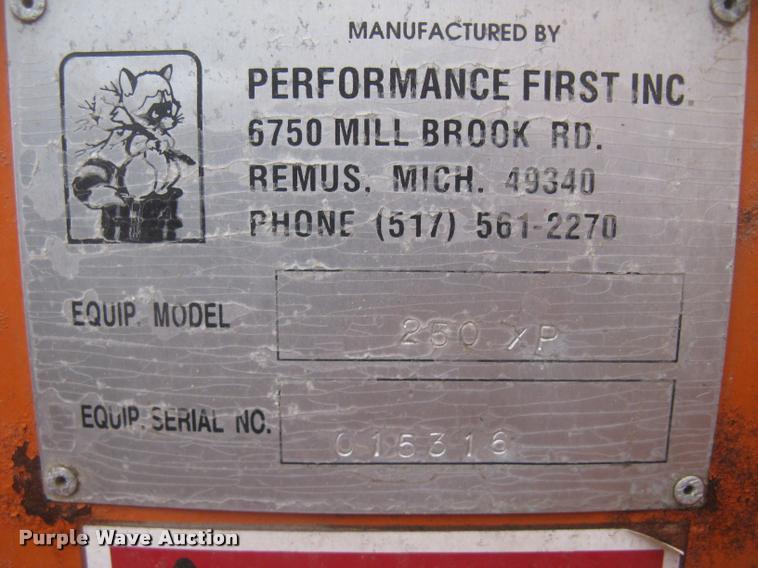 MANUFACTURED BY
PERFORMANCE FIRST INC.
6750 MILL BROOK RD.
REMUS, MICH. 49340
PHONE (517) 561-2270
EQUIP. MODEL 250 XP
EQUIP. SERIAL NO. 015316
Purple Wave Auction